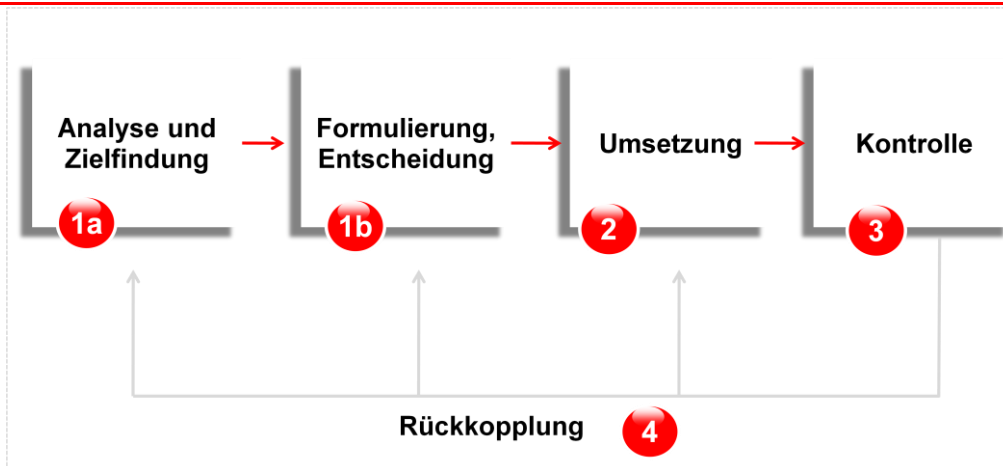 Analyse und
Zielfindung
1a
Formulierung,
Entscheidung
1b
Umsetzung
2
Kontrolle
3
Rückkopplung
4